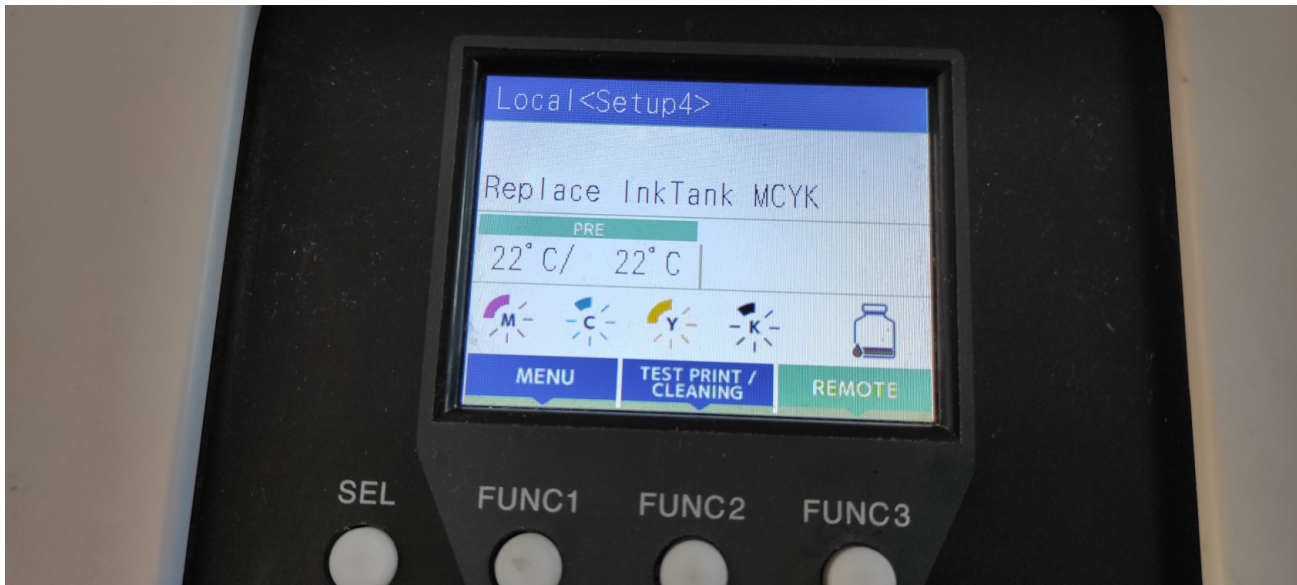 Local<Setup4>
Replace InkTank MCYK
PRE
22°C/ 22°C
M C Y K
MENU TEST PRINT / CLEANING REMOTE
SEL FUNC1 FUNC2 FUNC3